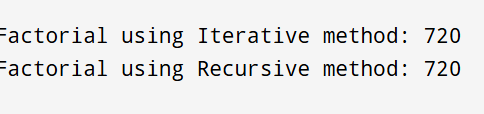 Factorial using Iterative method: 720
Factorial using Recursive method: 720